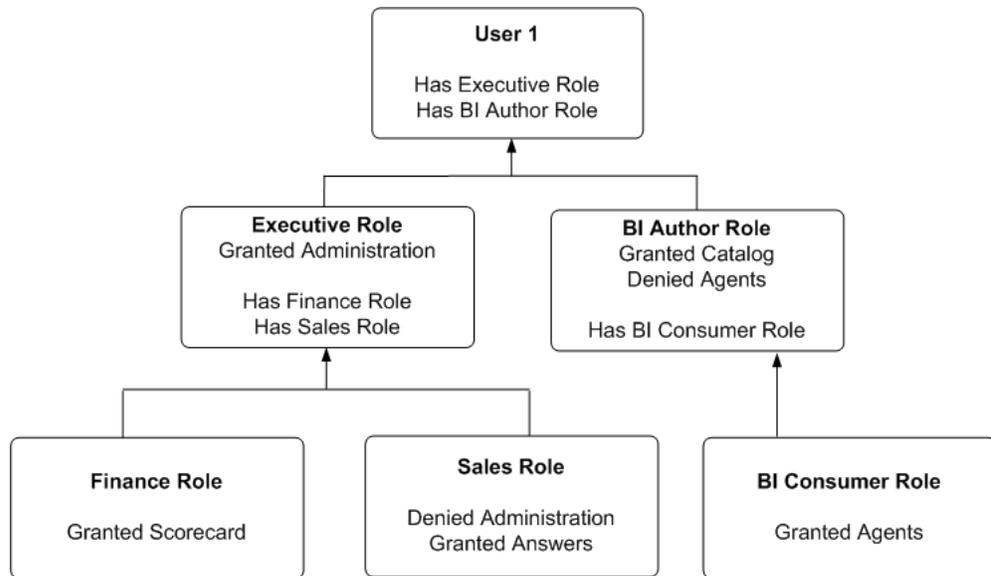 User 1
Has Executive Role
Has BI Author Role
Executive Role
Granted Administration
Has Finance Role
Has Sales Role
BI Author Role
Granted Catalog
Denied Agents
Has BI Consumer Role
Finance Role
Granted Scorecard
Sales Role
Denied Administration
Granted Answers
BI Consumer Role
Granted Agents